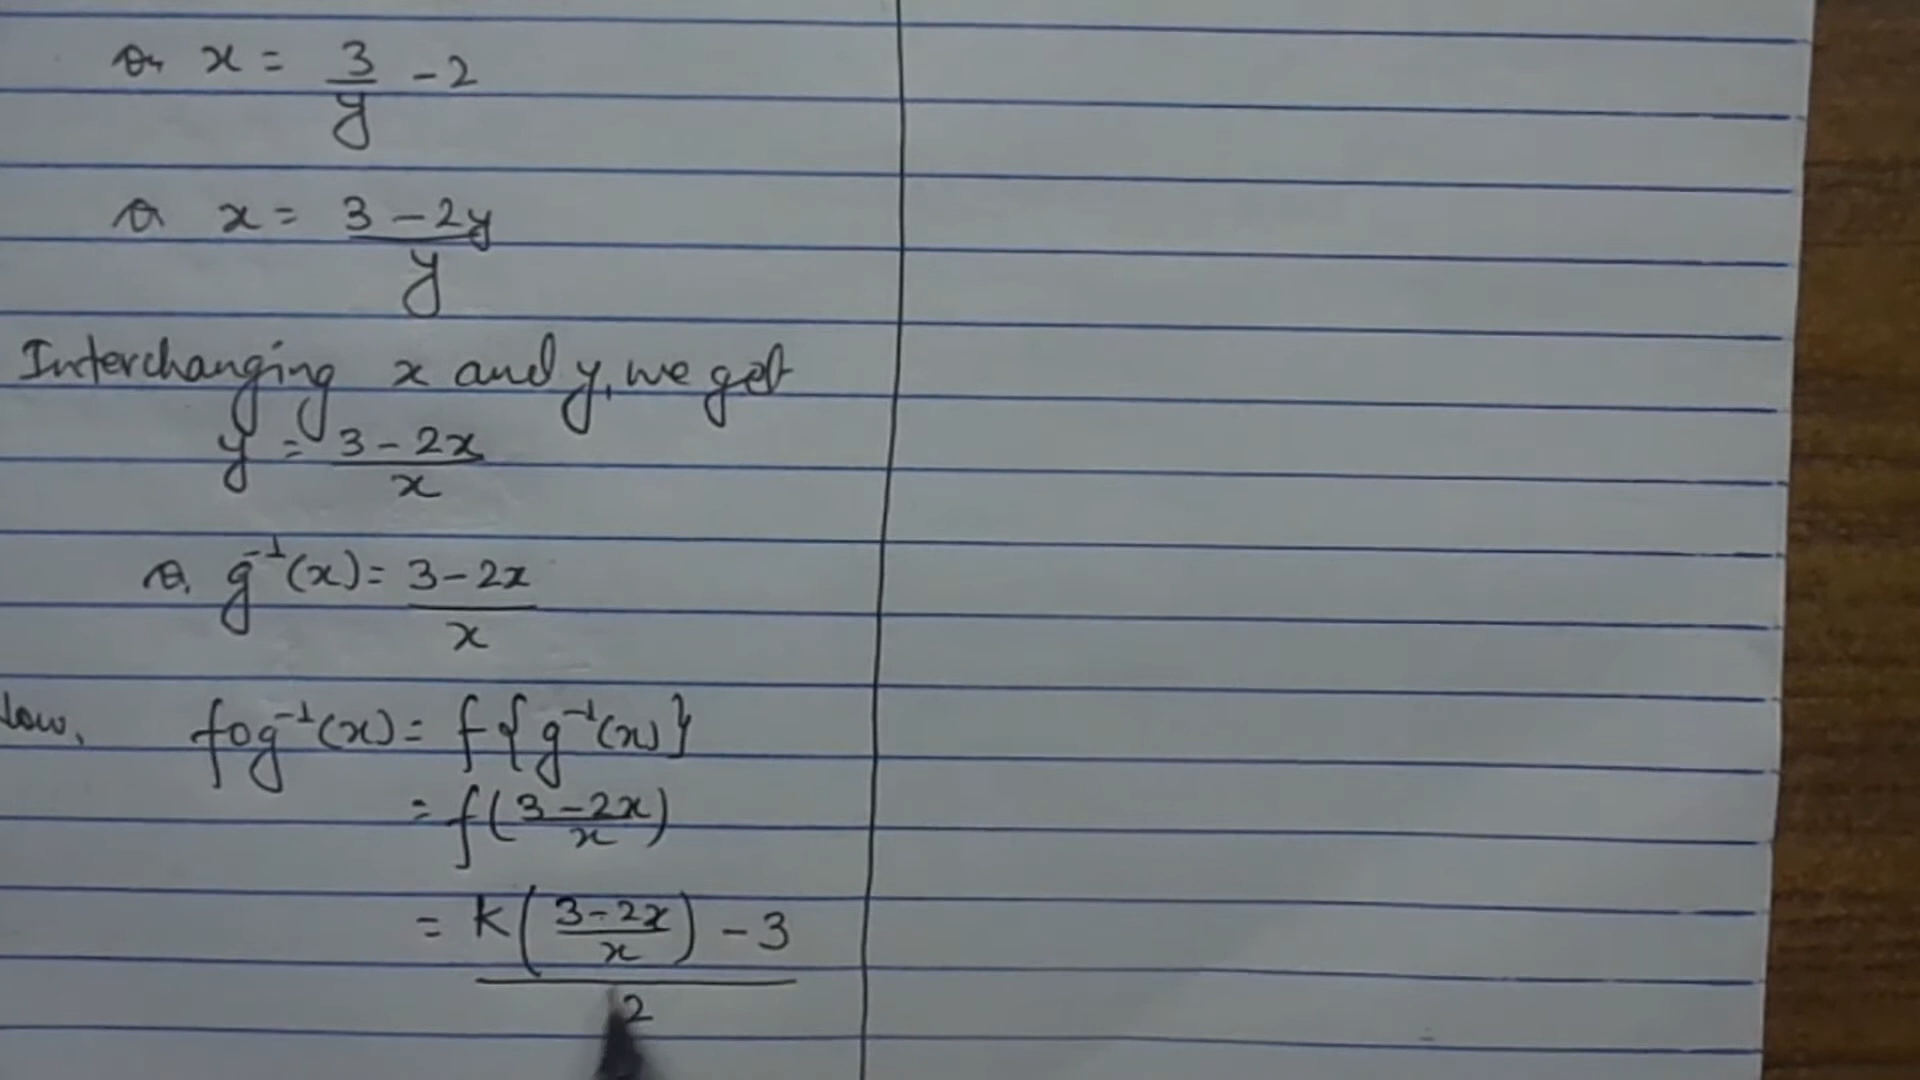 or x = 3/y - 2
or x = (3 - 2y)/y
Interchanging x and y, we get
y = (3 - 2x)/x
or, g⁻¹(x) = (3 - 2x)/x
Now, fog⁻¹(x) = f{g⁻¹(x)}
= f((3 - 2x)/x)
= (k((3 - 2x)/x) - 3)/2